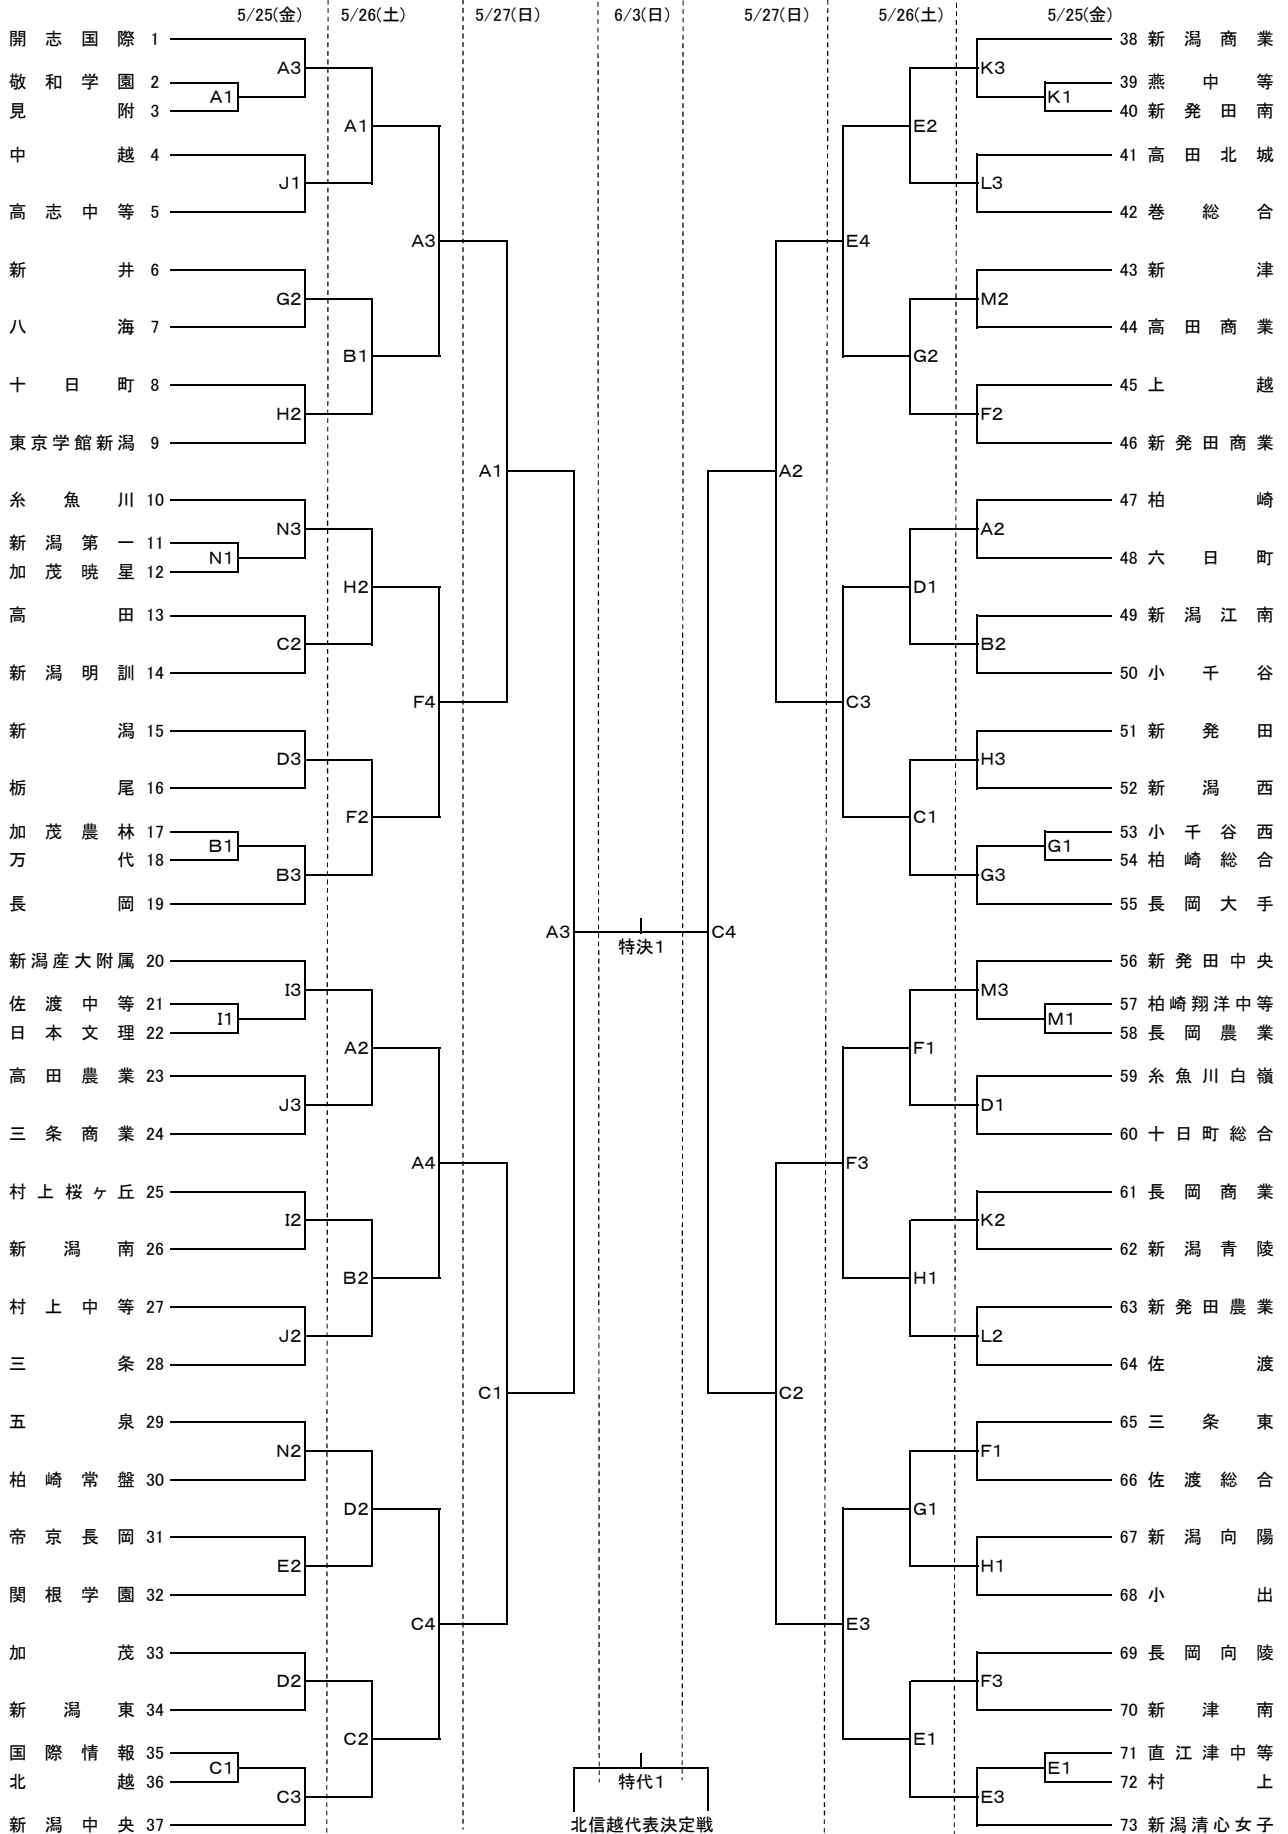 5/25(金) 5/26(土) 5/27(日) 6/3(日) 5/27(日) 5/26(土) 5/25(金)
開志国際 1
敬和学園 2
見附 3
中越 4
高志中等 5
新井 6
八海 7
十日町 8
東京学館新潟 9
糸魚川 10
新潟第一 11
加茂暁星 12
高田 13
新潟明訓 14
新潟 15
栃尾 16
加茂農林 17
万代 18
長岡 19
新潟産大附属 20
佐渡中等 21
日本文理 22
高田農業 23
三条商業 24
村上桜ヶ丘 25
新潟南 26
村上中等 27
三条 28
五泉 29
柏崎常盤 30
帝京長岡 31
関根学園 32
加茂 33
新潟東 34
国際情報 35
北越 36
新潟中央 37
A1
N1
B1
I1
C1
A3
J1
G2
H2
N3
C2
D3
B3
I3
J3
I2
J2
N2
E2
D2
C3
A1
B1
H2
F2
A2
B2
D2
C2
A3
F4
A4
C4
A1
C1
A3
特決1
特代1
北信越代表決定戦
C4
A2
C2
E4
C3
F3
E3
E2
G2
D1
C1
F1
H1
G1
E1
K3
L3
M2
F2
A2
B2
H3
G3
M3
D1
K2
L2
F1
H1
F3
E3
K1
G1
M1
E1
38 新潟商業
39 燕中等
40 新発田南
41 高田北城
42 巻総合
43 新津
44 高田商業
45 上越
46 新発田商業
47 柏崎
48 六日町
49 新潟江南
50 小千谷
51 新発田
52 新潟西
53 小千谷西
54 柏崎総合
55 長岡大手
56 新発田中央
57 柏崎翔洋中等
58 長岡農業
59 糸魚川白嶺
60 十日町総合
61 長岡商業
62 新潟青陵
63 新発田農業
64 佐渡
65 三条東
66 佐渡総合
67 新潟向陽
68 小出
69 長岡向陵
70 新津南
71 直江津中等
72 村上
73 新潟清心女子